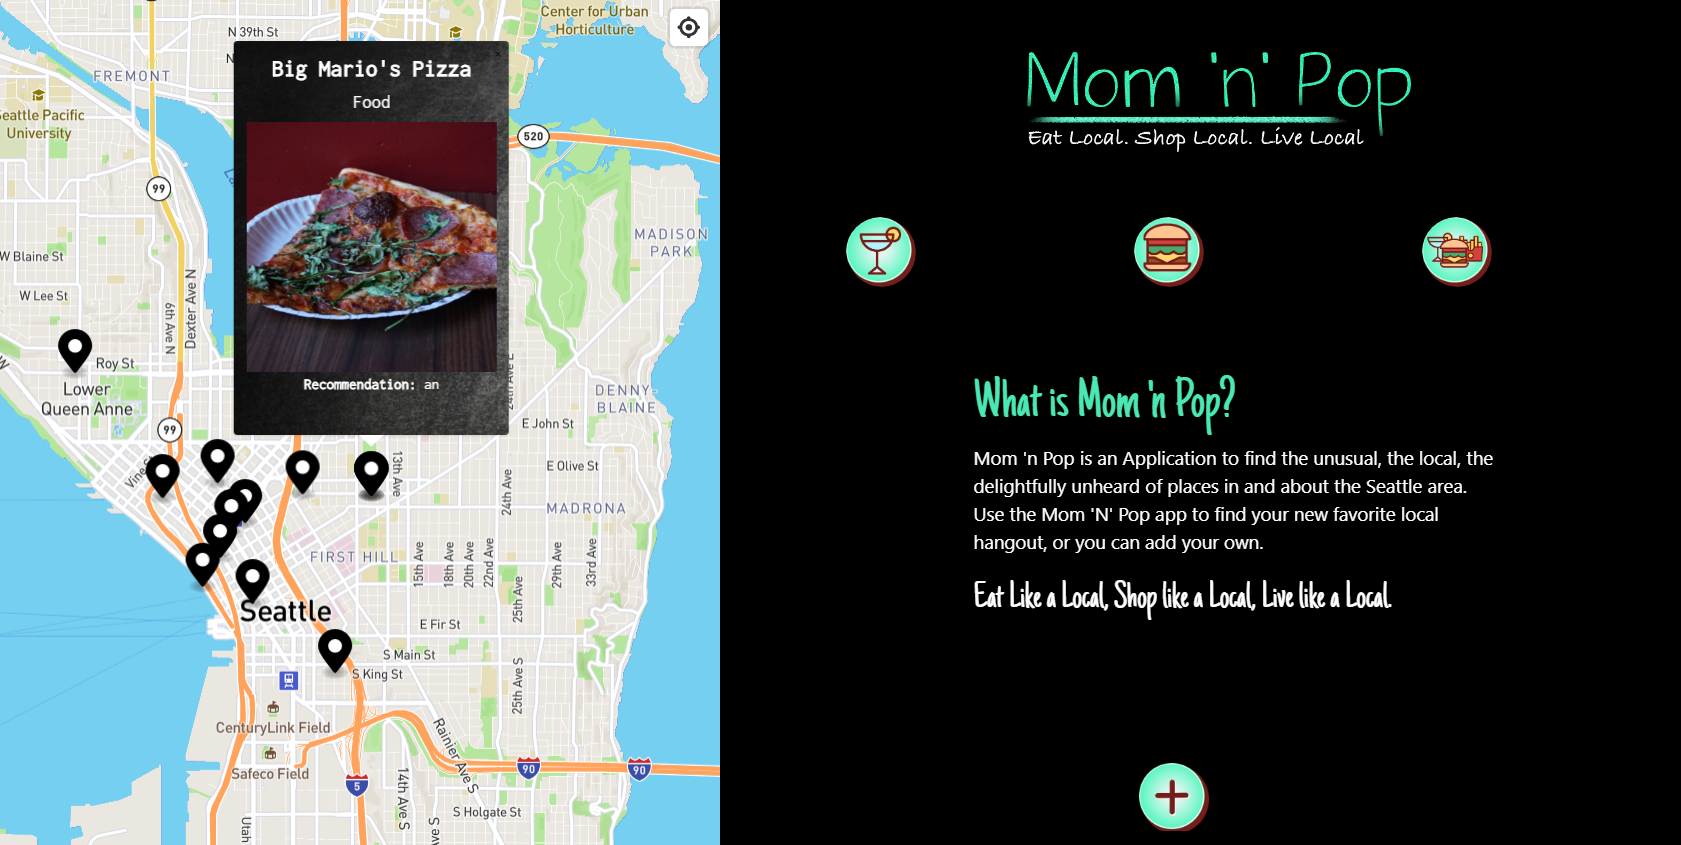 Center for Urban
Horticulture
N 39th St
FREMONT
Seattle Pacific
University
Big Mario's Pizza
Food
Recommendation: an
520
99
MADISON
PARK
W Blaine St
W Lee St
6th Ave N
Dexter Ave N
Roy St
Lower
Queen Anne
24th Ave E
DENNY-
BLAINE
99
E John St
13th Ave
E Olive St
24th Ave
MADRONA
FIRST HILL
15th Ave
18th Ave
20th Ave
22nd Ave
29th Ave
33rd Ave
25th Ave
Seattle
E Fir St
S Main St
S King St
25th Ave S
CenturyLink Field
Rainier Ave S
Safeco Field
90
90
5
14th Ave S
S Holgate St
Utah
Mom 'n' Pop
Eat Local. Shop Local. Live Local
What is Mom 'n Pop?
Mom 'n Pop is an Application to find the unusual, the local, the
delightfully unheard of places in and about the Seattle area.
Use the Mom 'N' Pop app to find your new favorite local
hangout, or you can add your own.
Eat Like a Local, Shop like a Local, Live like a Local.